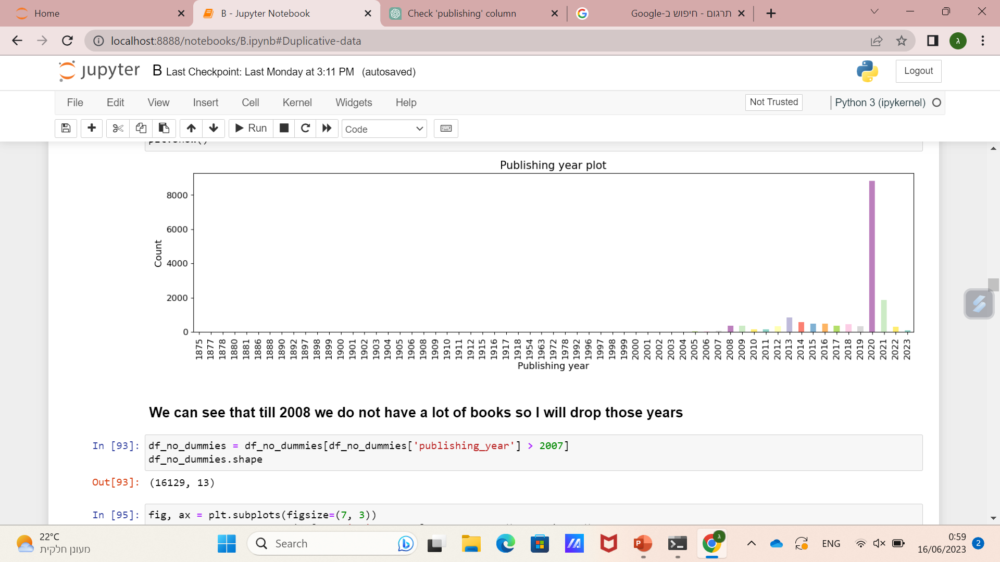 Home
B - Jupyter Notebook
Check 'publishing' column
תרגום - חיפוש ב-Google
localhost:8888/notebooks/B.ipynb#Duplicative-data
ג
jupyter
B Last Checkpoint: Last Monday at 3:11 PM (autosaved)
Logout
File Edit View Insert Cell Kernel Widgets Help
Not Trusted
Python 3 (ipykernel)
Run
Code
Publishing year plot
8000
6000
4000
2000
0
Count
1875 1877 1878 1880 1881 1886 1888 1890 1892 1897 1898 1899 1900 1901 1902 1903 1904 1905 1906 1908 1909 1910 1911 1912 1915 1916 1917 1918 1954 1963 1972 1978 1992 1996 1997 1998 1999 2000 2001 2002 2003 2004 2005 2006 2007 2008 2009 2010 2011 2012 2013 2014 2015 2016 2017 2018 2019 2020 2021 2022 2023
Publishing year
We can see that till 2008 we do not have a lot of books so I will drop those years
In [93]: df_no_dummies = df_no_dummies[df_no_dummies['publishing_year'] > 2007]
df_no_dummies.shape
Out[93]: (16129, 13)
In [95]: fig, ax = plt.subplots(figsize=(7, 3))
22°C
מעונן חלקית
Search
P
ג
ENG
0:59
16/06/2023
2